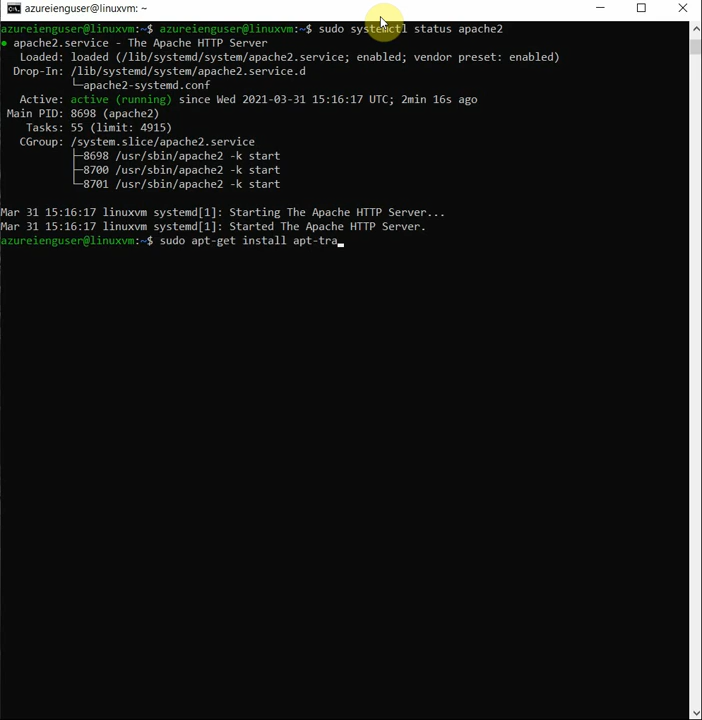 azureienguser@linuxvm: ~
azureienguser@linuxvm:~$ azureienguser@linuxvm:~$ sudo systemctl status apache2
● apache2.service - The Apache HTTP Server
Loaded: loaded (/lib/systemd/system/apache2.service; enabled; vendor preset: enabled)
Drop-In: /lib/systemd/system/apache2.service.d
└─apache2-systemd.conf
Active: active (running) since Wed 2021-03-31 15:16:17 UTC; 2min 16s ago
Main PID: 8698 (apache2)
Tasks: 55 (limit: 4915)
CGroup: /system.slice/apache2.service
├─8698 /usr/sbin/apache2 -k start
├─8700 /usr/sbin/apache2 -k start
└─8701 /usr/sbin/apache2 -k start
Mar 31 15:16:17 linuxvm systemd[1]: Starting The Apache HTTP Server...
Mar 31 15:16:17 linuxvm systemd[1]: Started The Apache HTTP Server.
azureienguser@linuxvm:~$ sudo apt-get install apt-tra